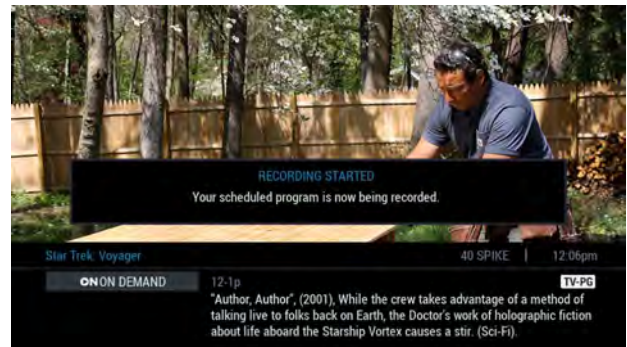 RECORDING STARTED
Your scheduled program is now being recorded.
Star Trek: Voyager
40 SPIKE | 12:06pm
ON ON DEMAND
12-1p
TV-PG
"Author, Author", (2001), While the crew takes advantage of a method of
talking live to folks back on Earth, the Doctor's work of holographic fiction
about life aboard the Starship Vortex causes a stir. (Sci-Fi).